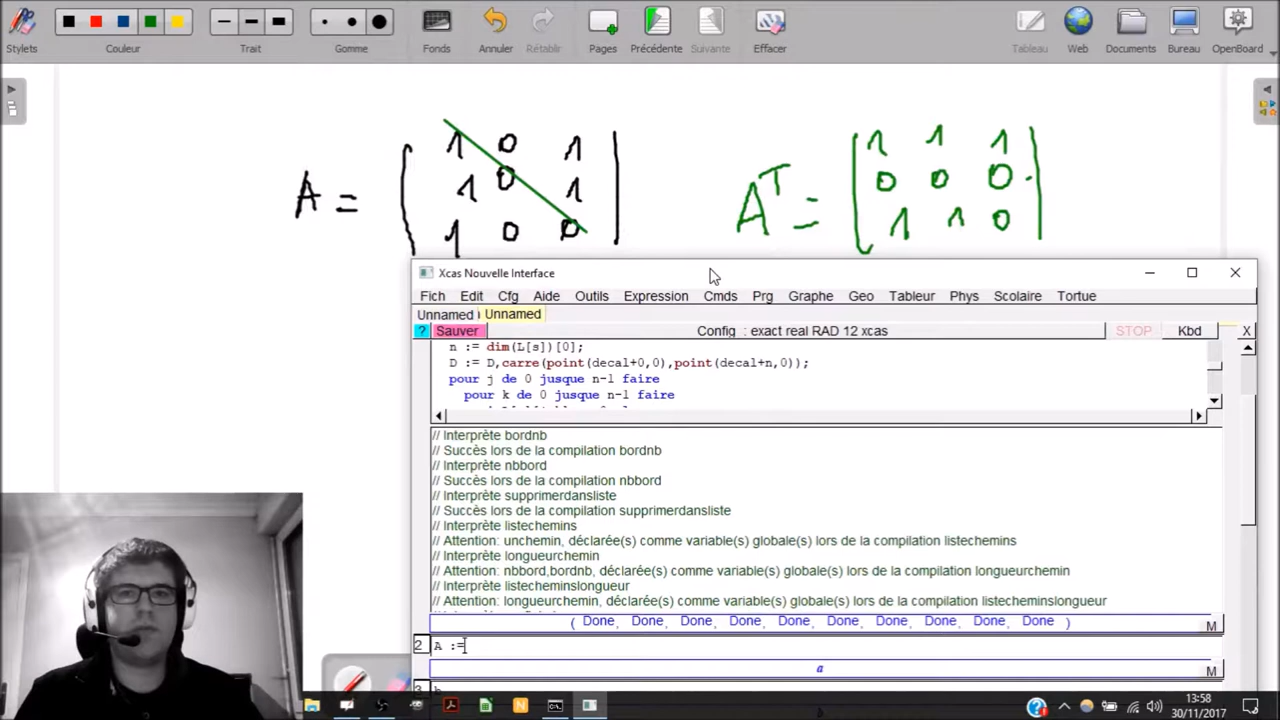 Stylets Couleur Trait Gomme Fonds Annuler Rétablir Pages Précédente Suivante Effacer Tableau Web Documents Bureau OpenBoard
A = ( 1 0 1
1 0 1
1 0 0 )
A^T = [ 1 1 1
0 0 0
1 1 0 ]
Xcas Nouvelle Interface
Fich Edit Cfg Aide Outils Expression Cmds Prg Graphe Geo Tableur Phys Scolaire Tortue
Unnamed Unnamed
? Sauver Config : exact real RAD 12 xcas STOP Kbd X
n := dim(L[s])[0];
D := D,carre(point(decal+0,0),point(decal+n,0));
pour j de 0 jusque n-1 faire
pour k de 0 jusque n-1 faire
// Interprète bordnb
// Succès lors de la compilation bordnb
// Interprète nbbord
// Succès lors de la compilation nbbord
// Interprète supprimerdansliste
// Succès lors de la compilation supprimerdansliste
// Interprète listechemins
// Attention: unchemin, déclarée(s) comme variable(s) globale(s) lors de la compilation listechemins
// Interprète longueurchemin
// Attention: nbbord,bordnb, déclarée(s) comme variable(s) globale(s) lors de la compilation longueurchemin
// Interprète listecheminslongueur
// Attention: longueurchemin, déclarée(s) comme variable(s) globale(s) lors de la compilation listecheminslongueur
( Done, Done, Done, Done, Done, Done, Done, Done, Done, Done ) M
2 A :=
a M
3 b
13:58
30/11/2017